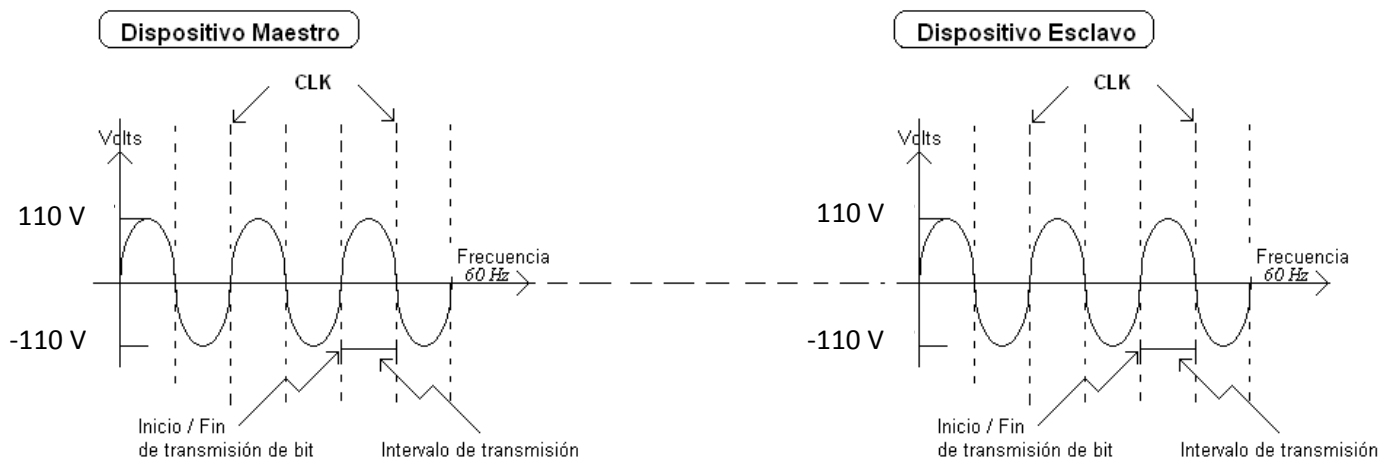 Dispositivo Maestro
CLK
Volts
110 V
Frecuencia
60 Hz
-110 V
Inicio / Fin
de transmisión de bit
Intervalo de transmisión
Dispositivo Esclavo
CLK
Volts
110 V
Frecuencia
60 Hz
-110 V
Inicio / Fin
de transmisión de bit
Intervalo de transmisión